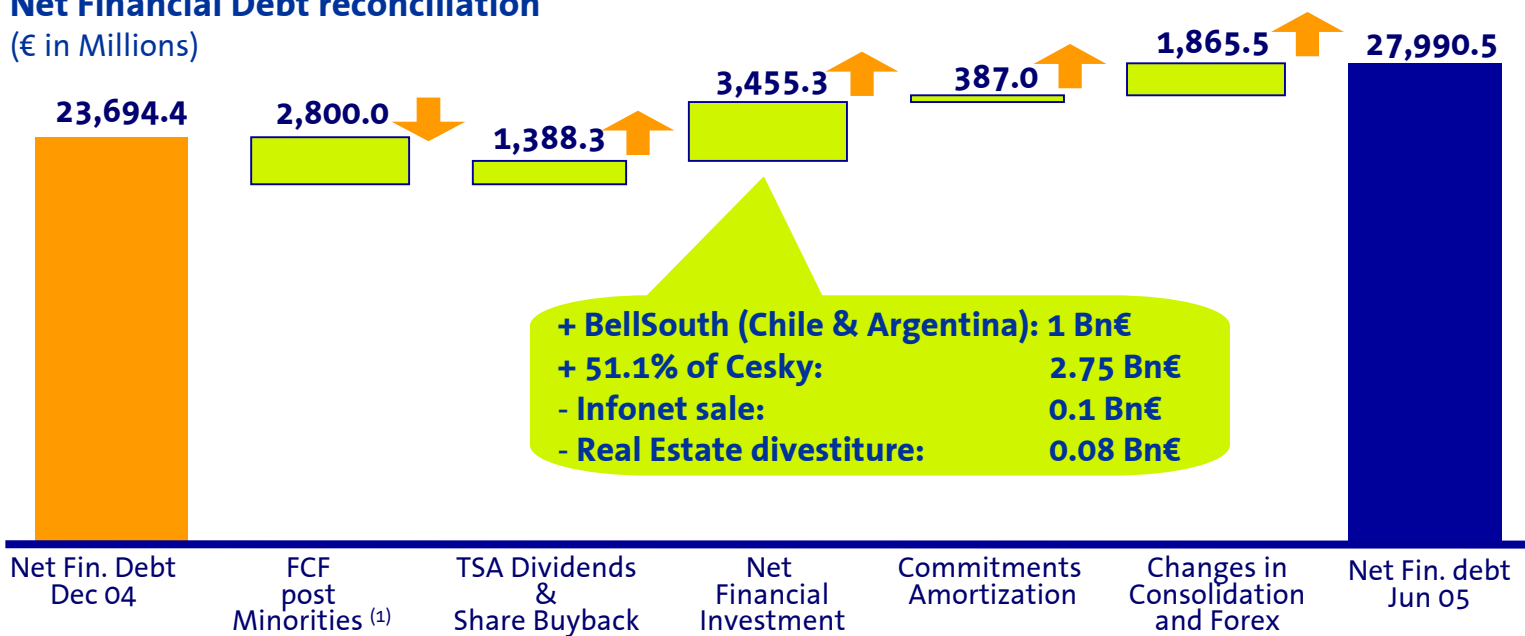 Net Financial Debt reconciliation
(€ in Millions)
23,694.4
2,800.0
1,388.3
3,455.3
387.0
1,865.5
27,990.5
+ BellSouth (Chile & Argentina): 1 Bn€
+ 51.1% of Cesky: 2.75 Bn€
- Infonet sale: 0.1 Bn€
- Real Estate divestiture: 0.08 Bn€
Net Fin. Debt
Dec 04
FCF
post
Minorities (1)
TSA Dividends
&
Share Buyback
Net
Financial
Investment
Commitments
Amortization
Changes in
Consolidation
and Forex
Net Fin. debt
Jun 05